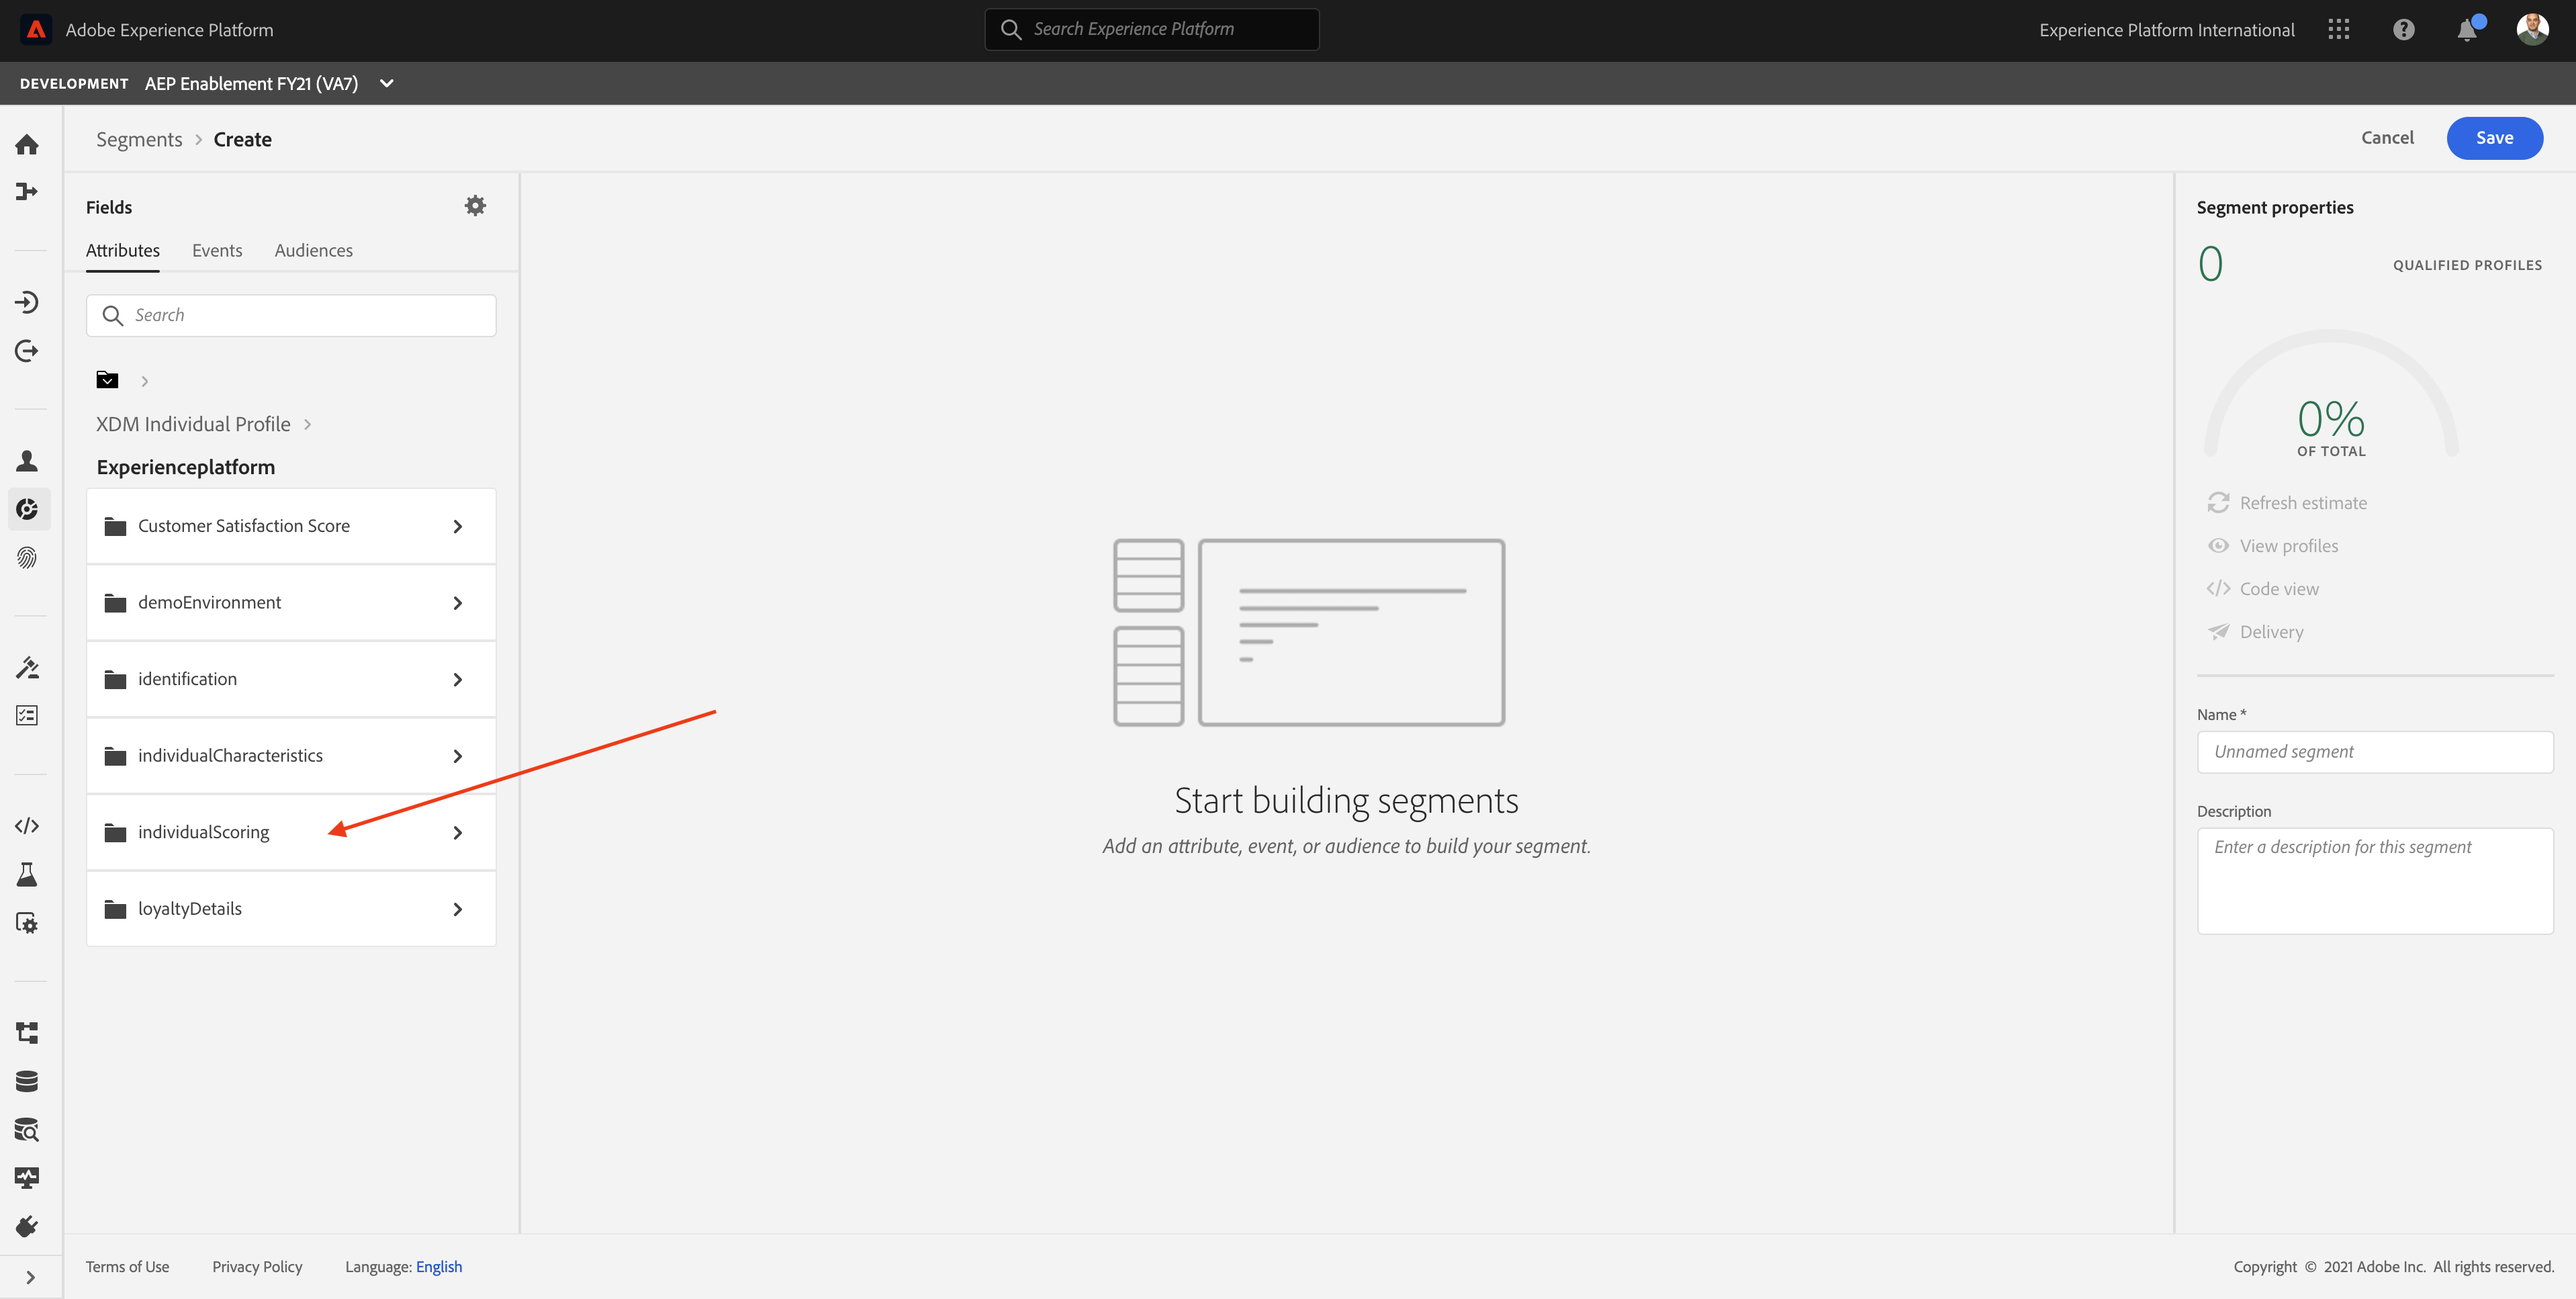 Adobe Experience Platform
Search Experience Platform
Experience Platform International
DEVELOPMENT AEP Enablement FY21 (VA7)
Segments > Create
Cancel
Save
Fields
Attributes
Events
Audiences
Search
XDM Individual Profile >
Experienceplatform
Customer Satisfaction Score
demoEnvironment
identification
individualCharacteristics
individualScoring
loyaltyDetails
Start building segments
Add an attribute, event, or audience to build your segment.
Segment properties
0
QUALIFIED PROFILES
0%
OF TOTAL
Refresh estimate
View profiles
Code view
Delivery
Name *
Unnamed segment
Description
Enter a description for this segment
Terms of Use
Privacy Policy
Language: English
Copyright © 2021 Adobe Inc. All rights reserved.